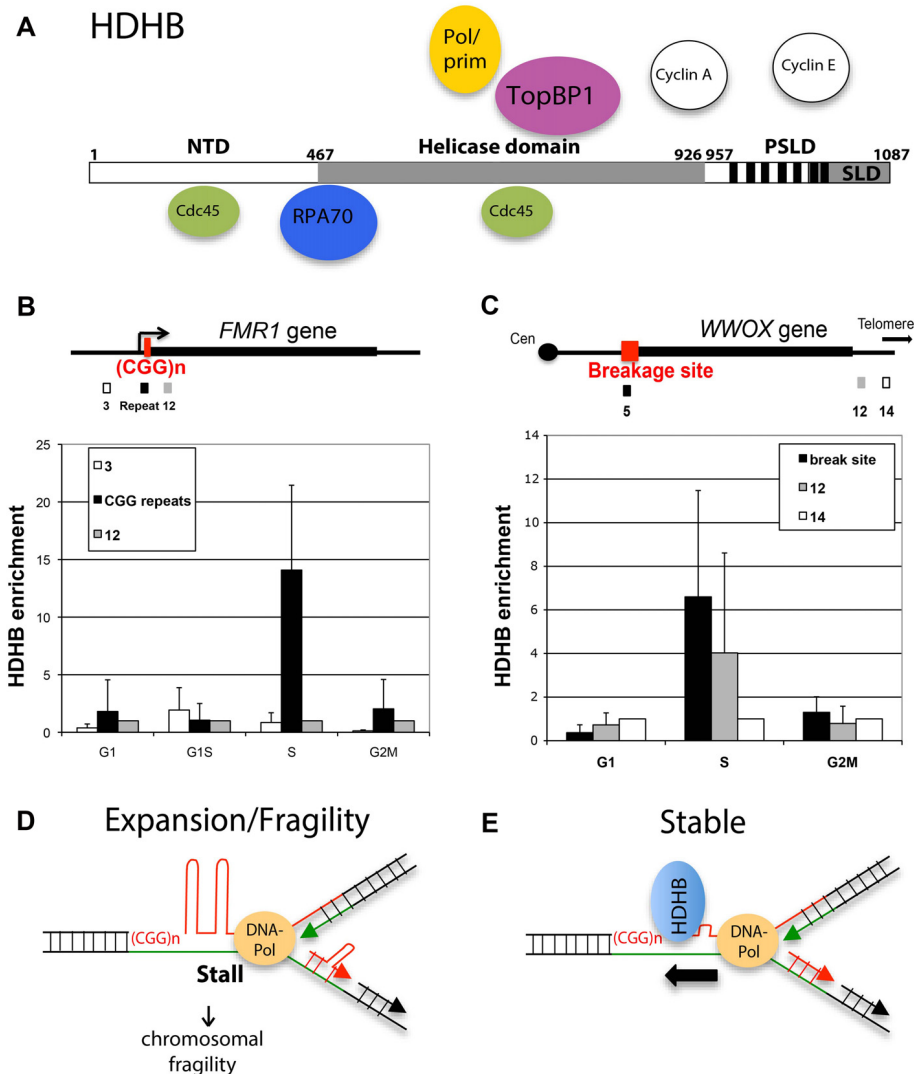 A
HDHB
Pol/
prim
TopBP1
Cyclin A
Cyclin E
1
NTD
467
Helicase domain
926
957
PSLD
1087
SLD
Cdc45
RPA70
Cdc45
B
FMR1 gene
(CGG)n
3
Repeat
12
HDHB enrichment
25
20
15
10
5
0
3
CGG repeats
12
G1
G1S
S
G2M
C
Cen
WWOX gene
Telomere
Breakage site
5
12
14
HDHB enrichment
14
12
10
8
6
4
2
0
break site
12
14
G1
S
G2M
D
Expansion/Fragility
(CGG)n
DNA-
Pol
Stall
chromosomal
fragility
E
Stable
HDHB
(CGG)n
DNA-
Pol